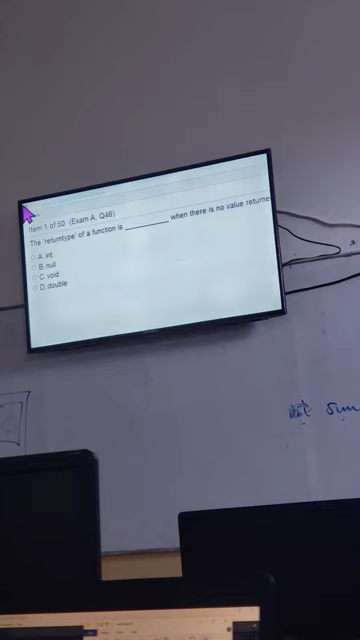 Item 1 of 50 (Exam A, Q46)
The 'returntype' of a function is __________ when there is no value returne
A. int
B. null
C. void
D. double